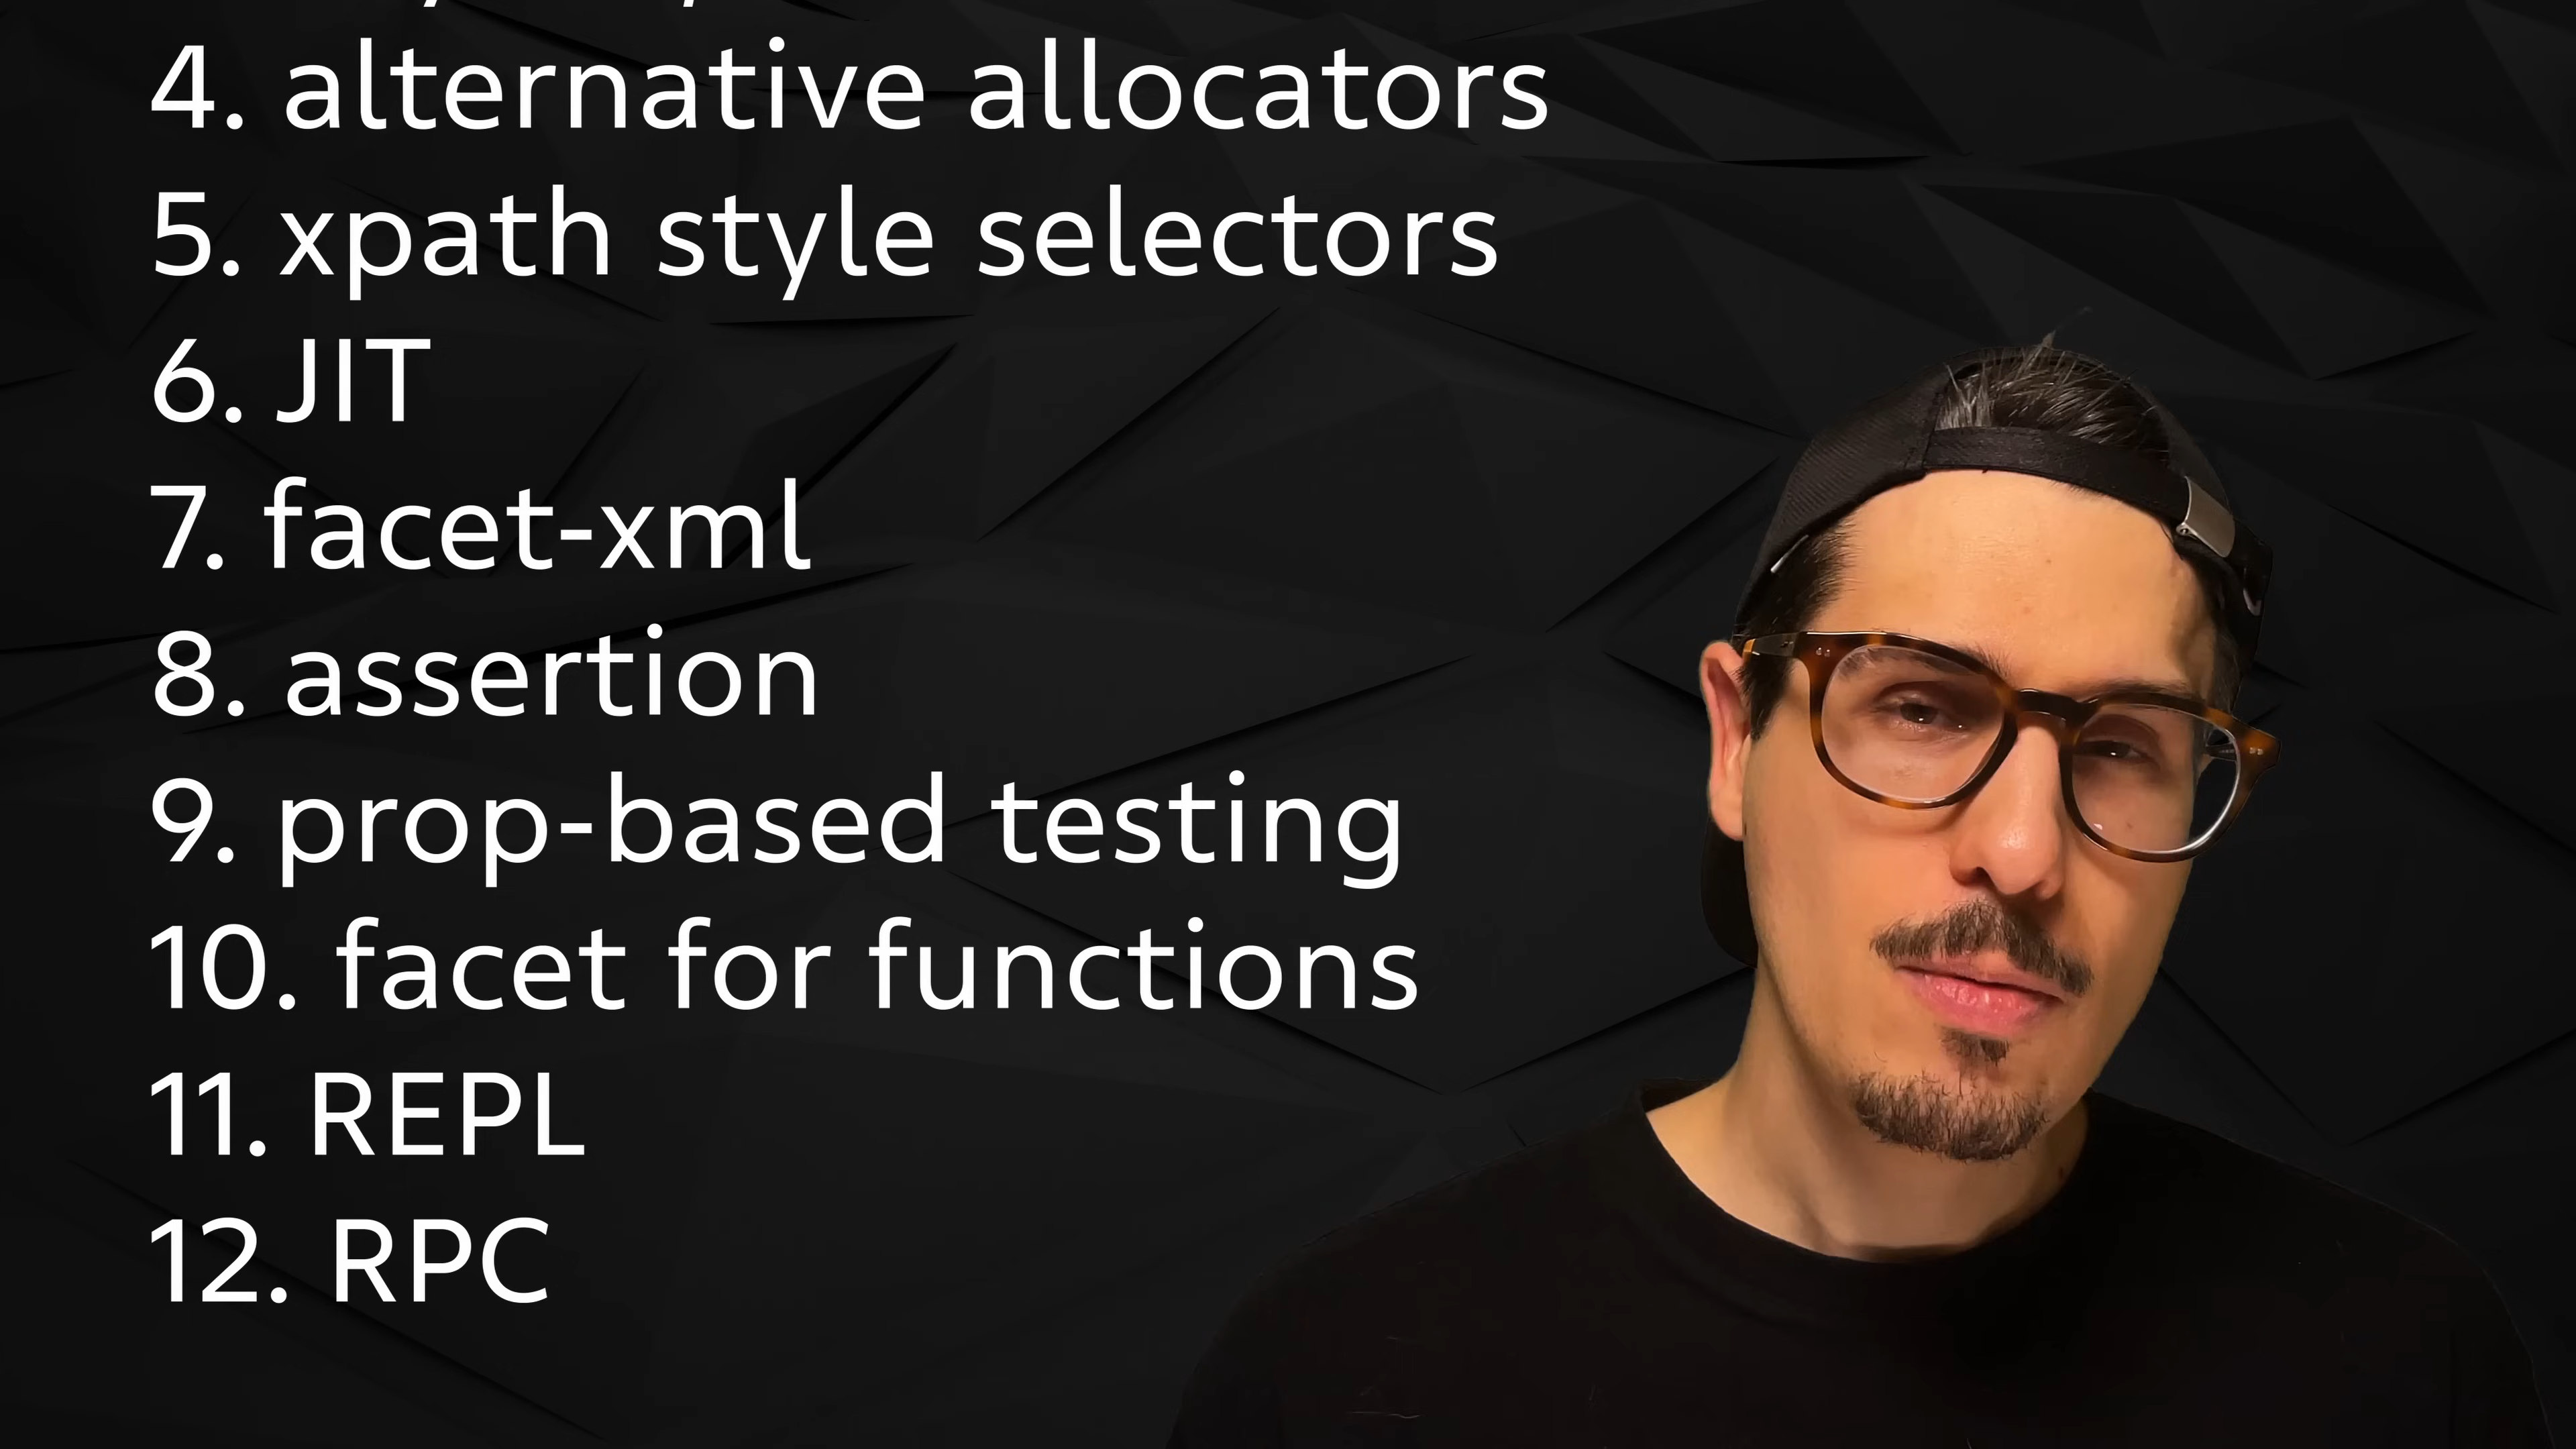 4. alternative allocators
5. xpath style selectors
6. JIT
7. facet-xml
8. assertion
9. prop-based testing
10. facet for functions
11. REPL
12. RPC